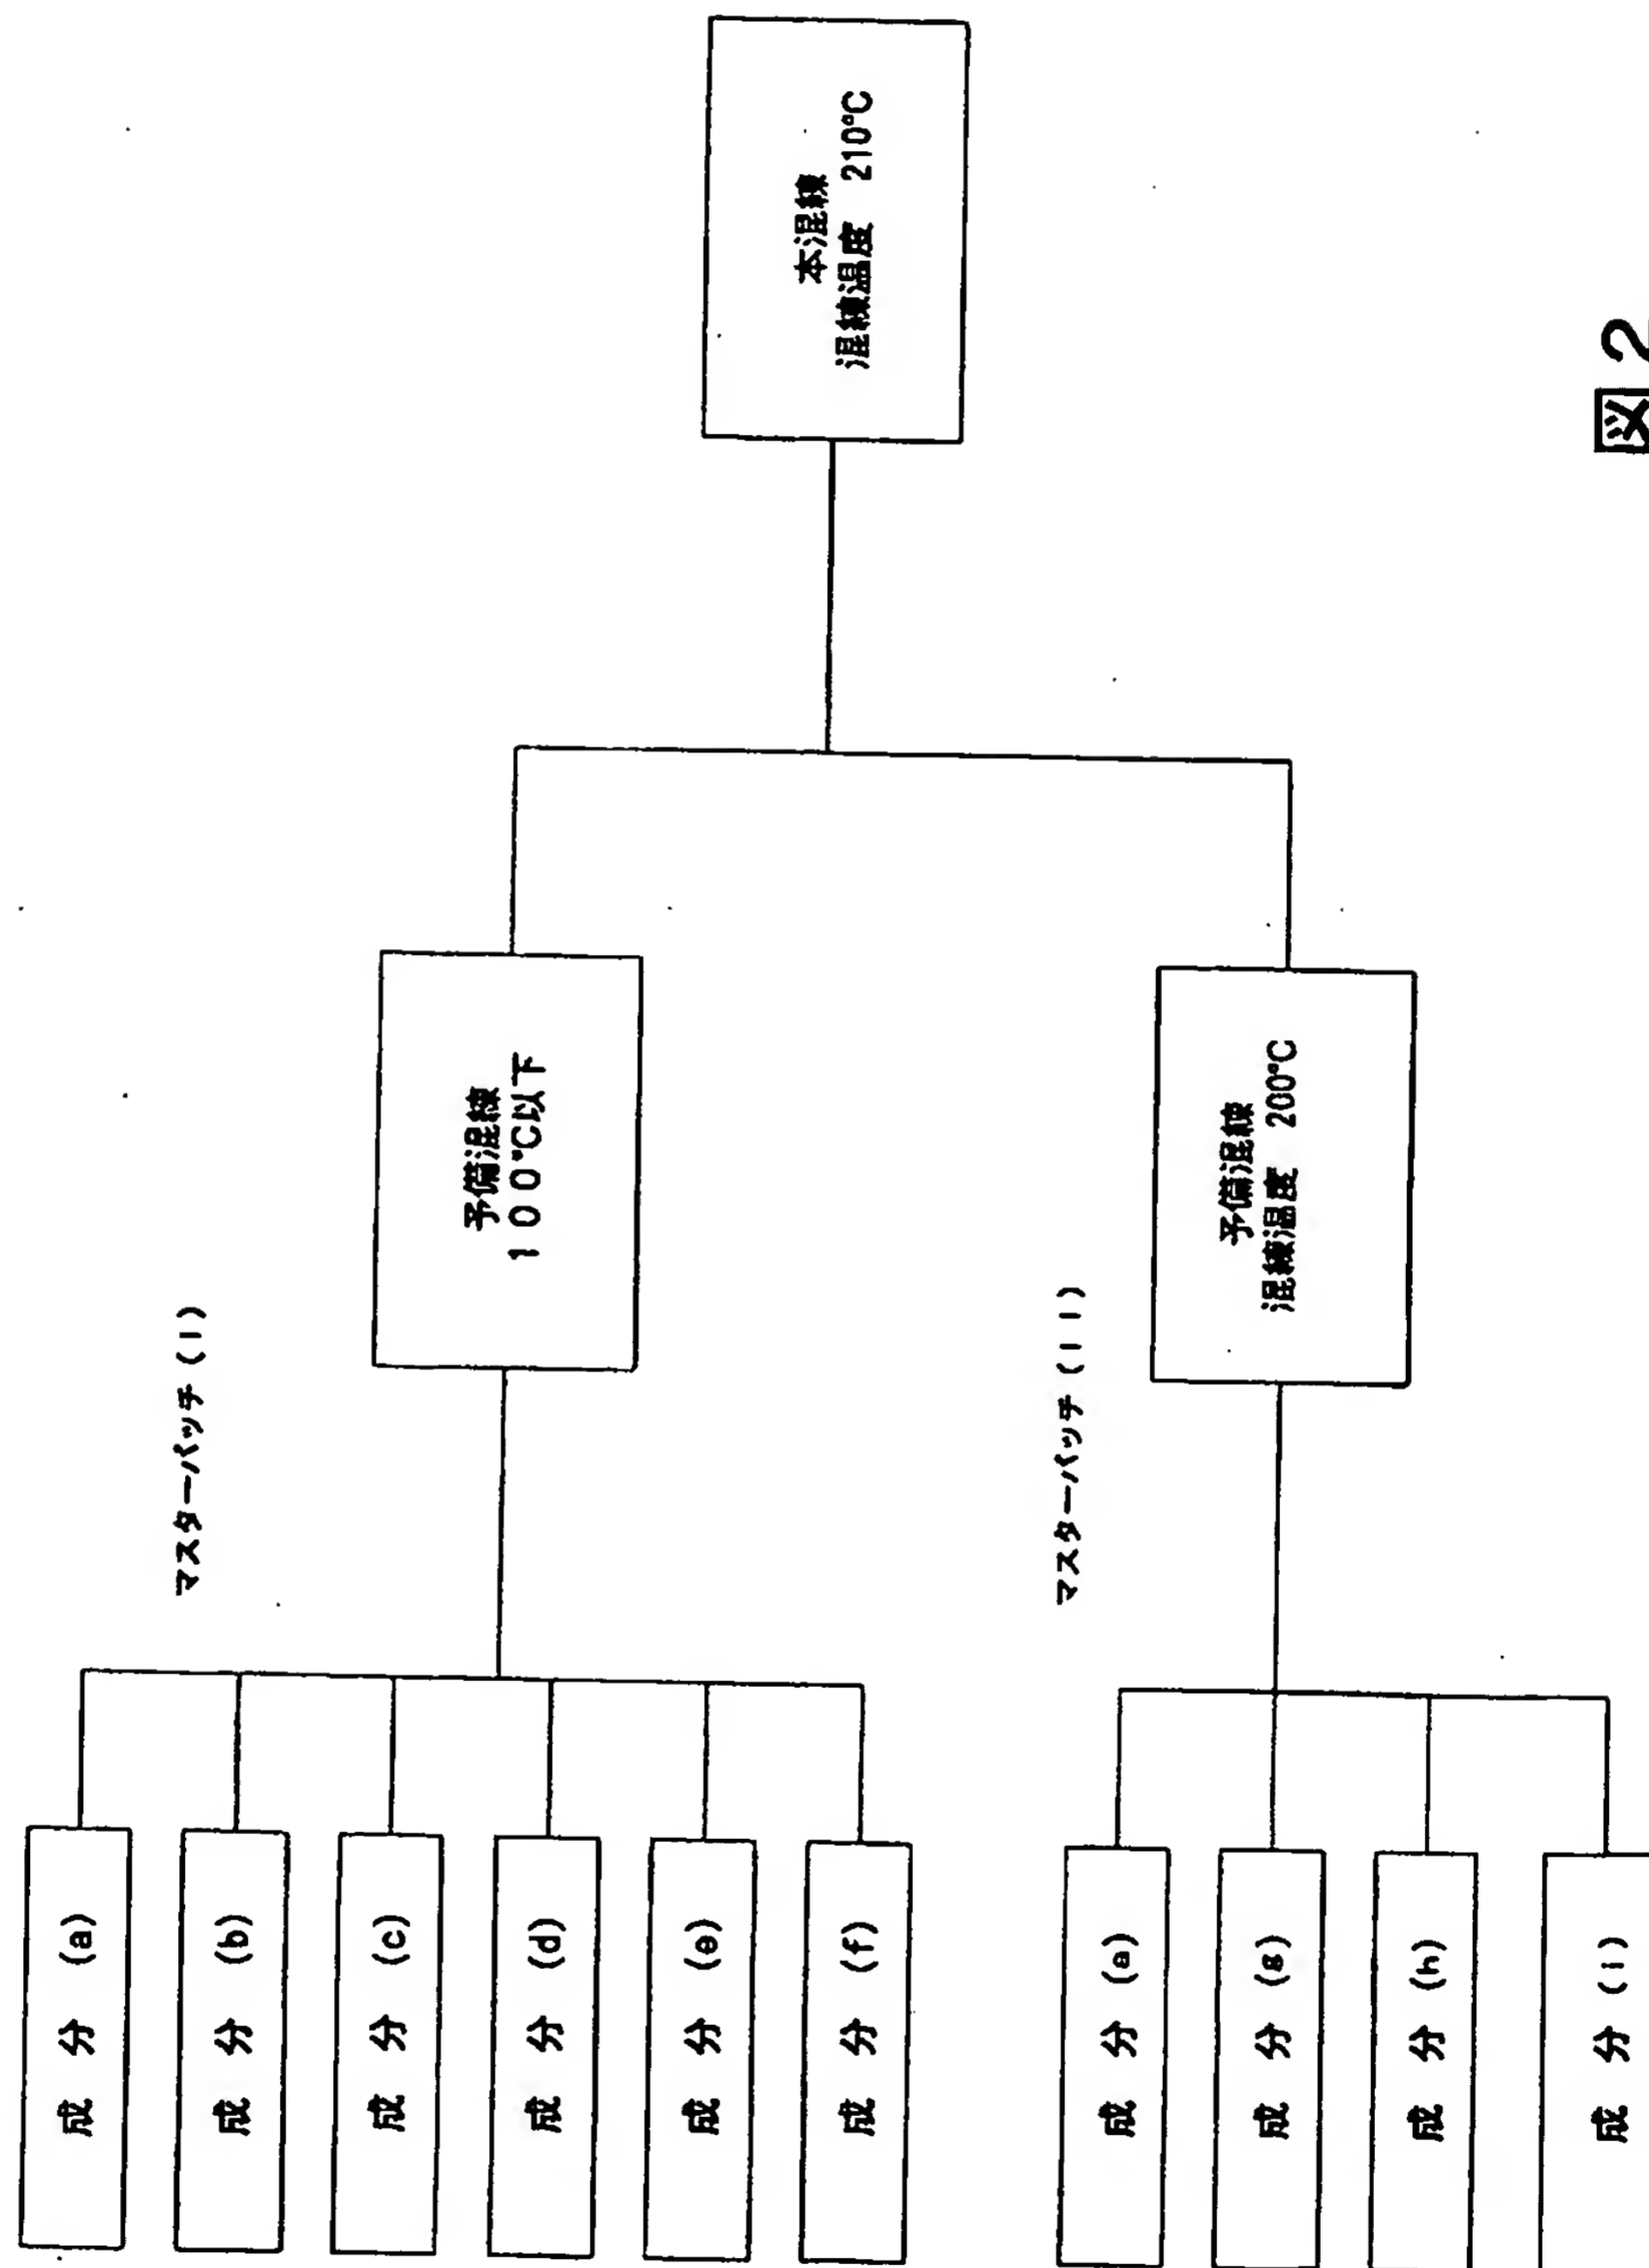 成 分 (a)
成 分 (b)
成 分 (c)
成 分 (d)
成 分 (e)
成 分 (f)
マスターバッチ (I)
予備混練
100℃以下
成 分 (a)
成 分 (g)
成 分 (h)
成 分 (i)
マスターバッチ (II)
予備混練
混練温度 200℃
本混練
混練温度 210℃
図2